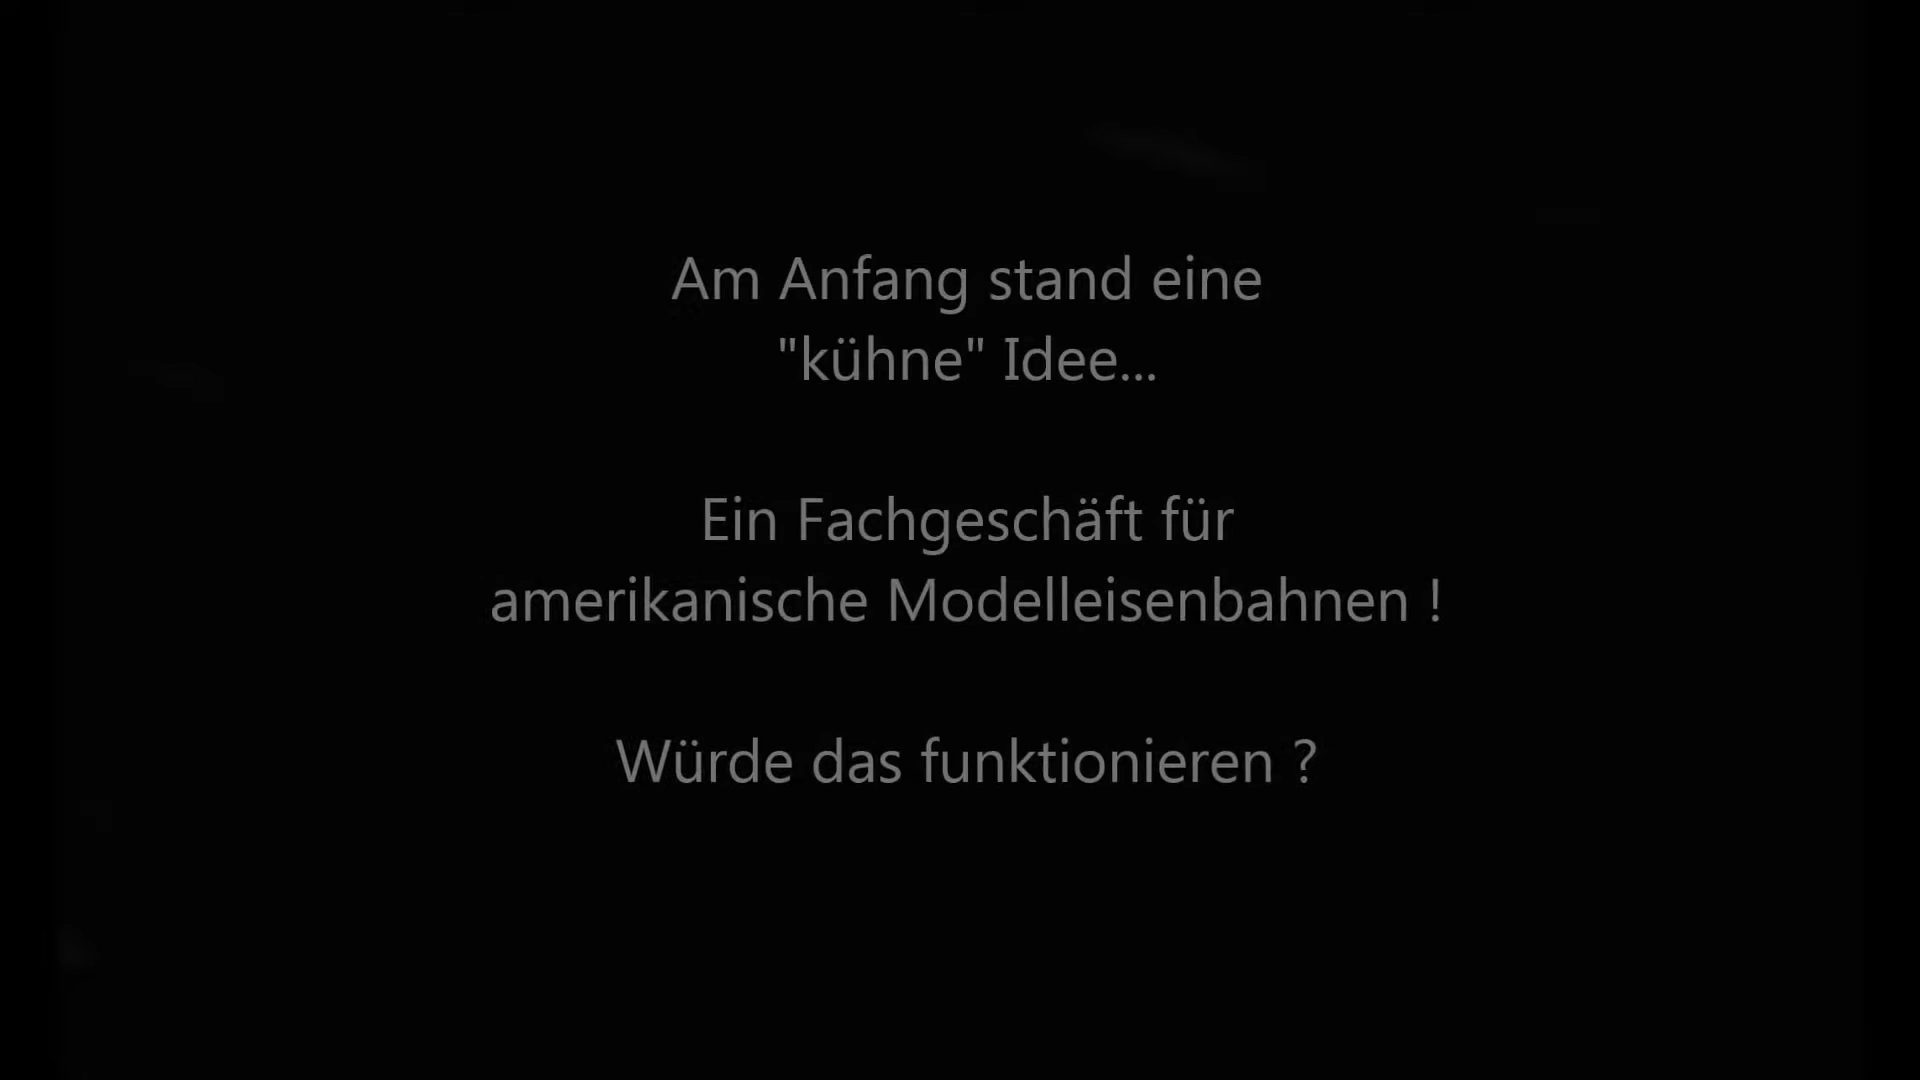 Am Anfang stand eine
"kühne" Idee...
Ein Fachgeschäft für
amerikanische Modelleisenbahnen !
Würde das funktionieren ?